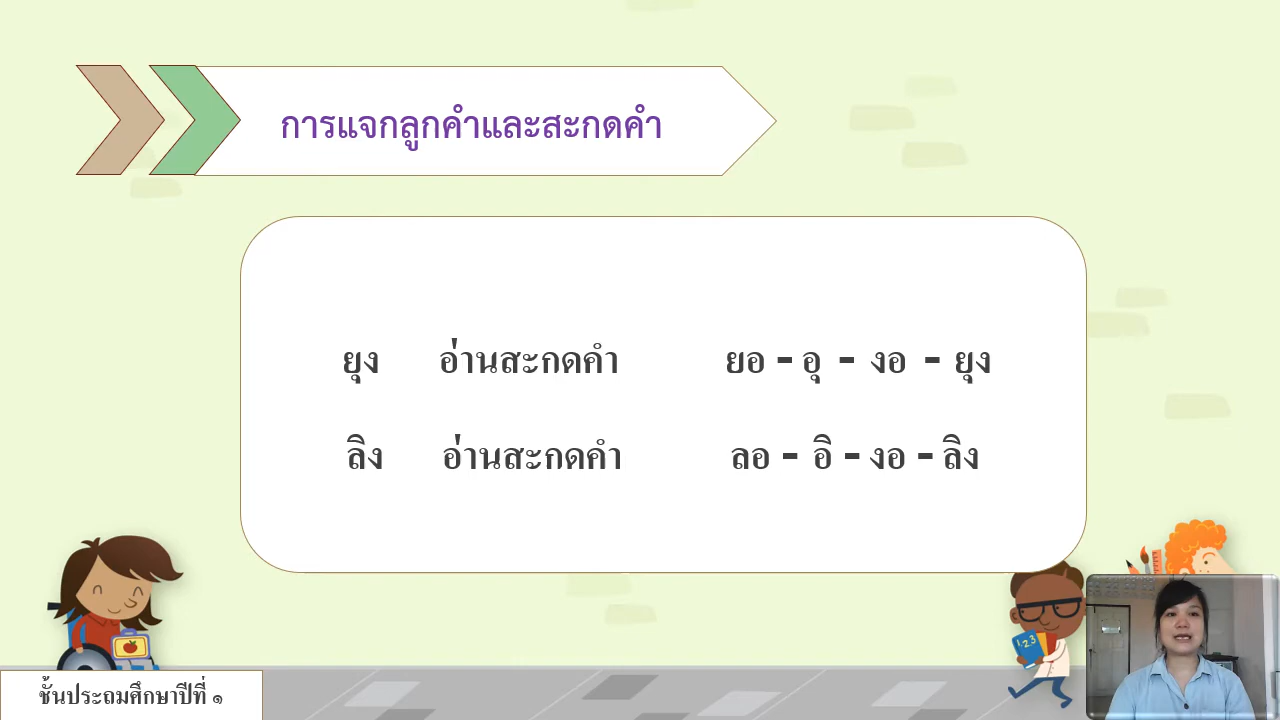 การแจกลูกคำและสะกดคำ
ยุง อ่านสะกดคำ ยอ - อุ - งอ - ยุง
ลิง อ่านสะกดคำ ลอ - อิ - งอ - ลิง
1 2 3
ชั้นประถมศึกษาปีที่ ๑